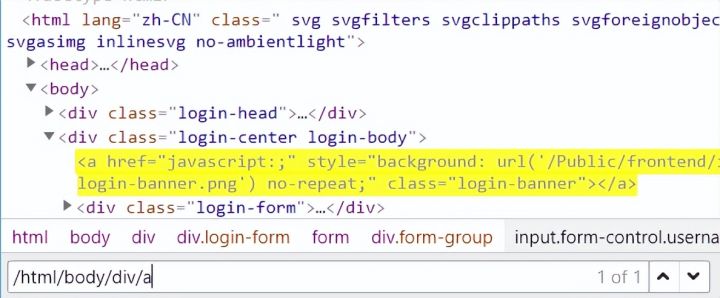 <html lang="zh-CN" class=" svg svgfilters svgclippaths svgforeignobjec
svgasimg inlinesvg no-ambientlight">
<head>…</head>
<body>
<div class="login-head">…</div>
<div class="login-center login-body">
<a href="javascript:;" style="background: url('/Public/frontend/
login-banner.png') no-repeat;" class="login-banner"></a>
<div class="login-form">…</div>
html body div div.login-form form div.form-group input.form-control.userna
/html/body/div/a 1 of 1